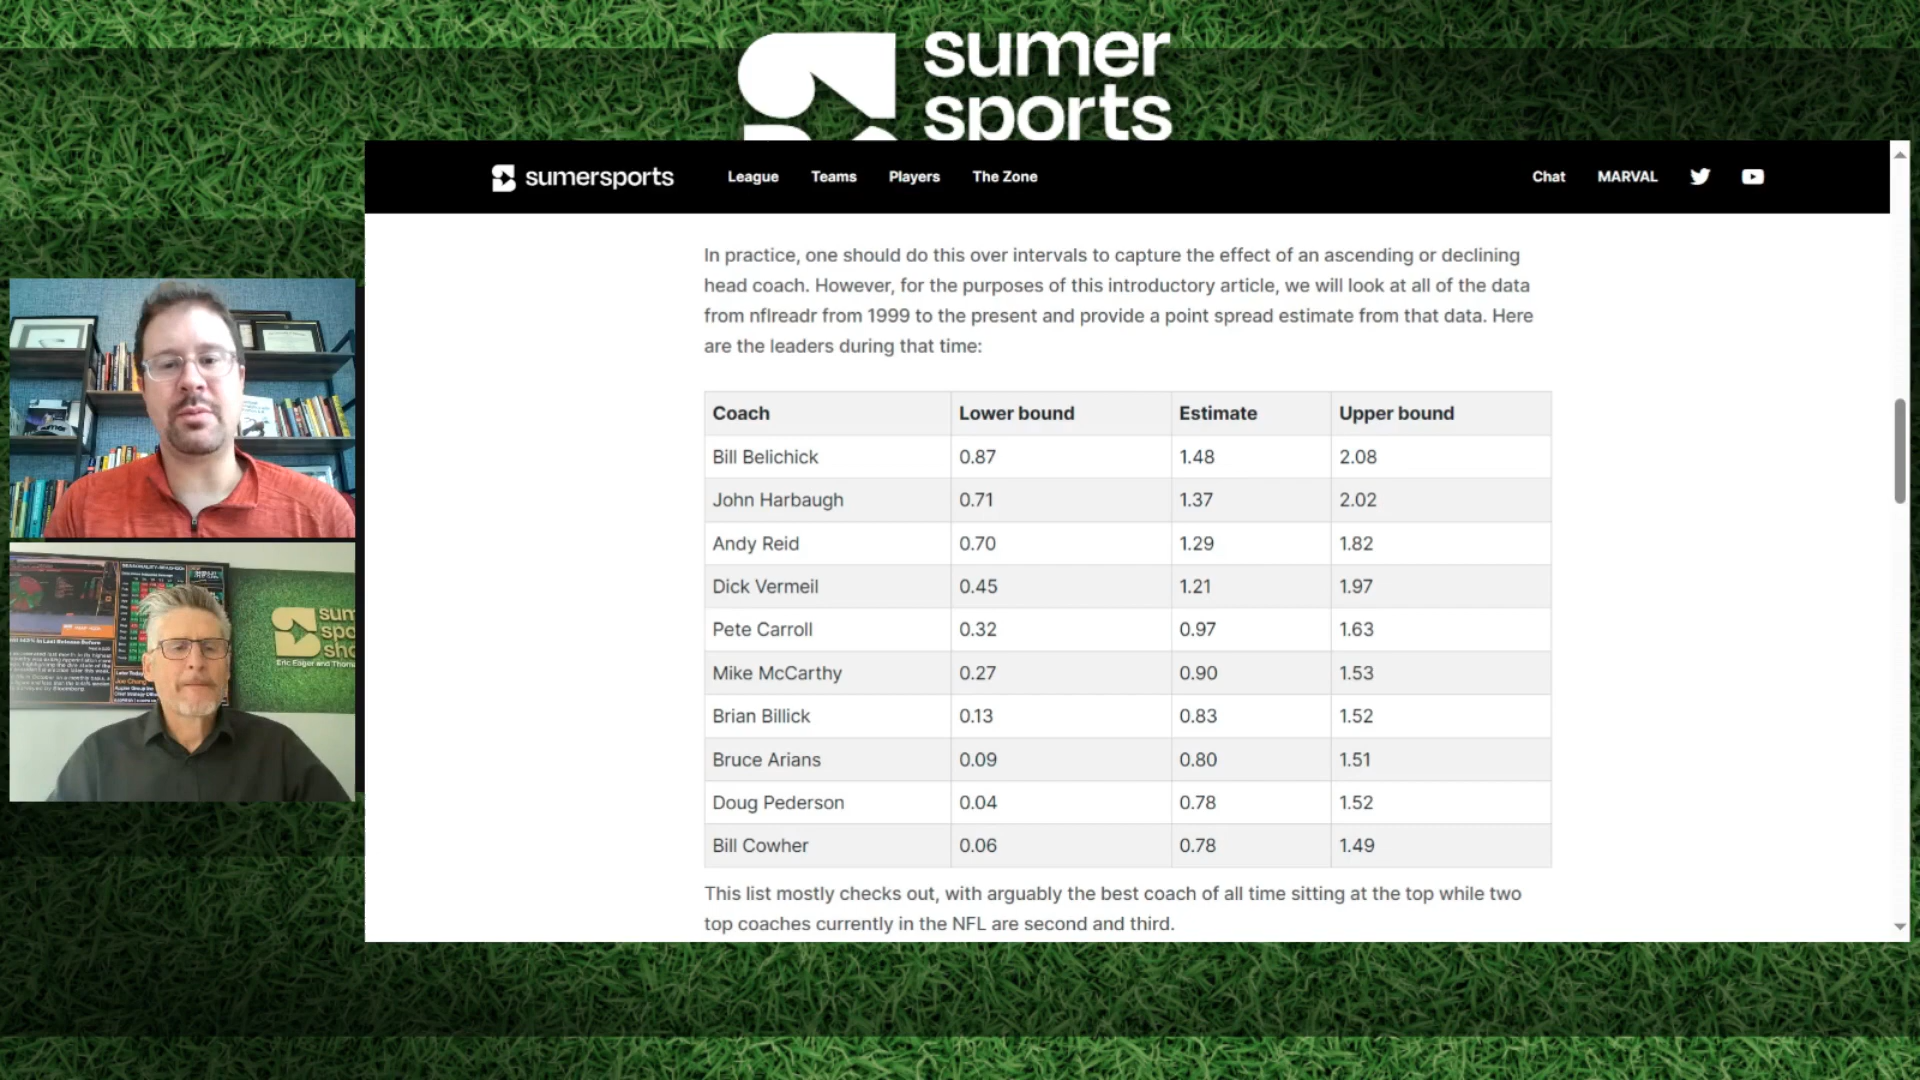 sumer
sports
sumersports
League
Teams
Players
The Zone
Chat
MARVAL
In practice, one should do this over intervals to capture the effect of an ascending or declining
head coach. However, for the purposes of this introductory article, we will look at all of the data
from nflreadr from 1999 to the present and provide a point spread estimate from that data. Here
are the leaders during that time:
Coach Lower bound Estimate Upper bound
Bill Belichick 0.87 1.48 2.08
John Harbaugh 0.71 1.37 2.02
Andy Reid 0.70 1.29 1.82
Dick Vermeil 0.45 1.21 1.97
Pete Carroll 0.32 0.97 1.63
Mike McCarthy 0.27 0.90 1.53
Brian Billick 0.13 0.83 1.52
Bruce Arians 0.09 0.80 1.51
Doug Pederson 0.04 0.78 1.52
Bill Cowher 0.06 0.78 1.49
This list mostly checks out, with arguably the best coach of all time sitting at the top while two
top coaches currently in the NFL are second and third.
sum
spo
sho
Eric Eager and Thom